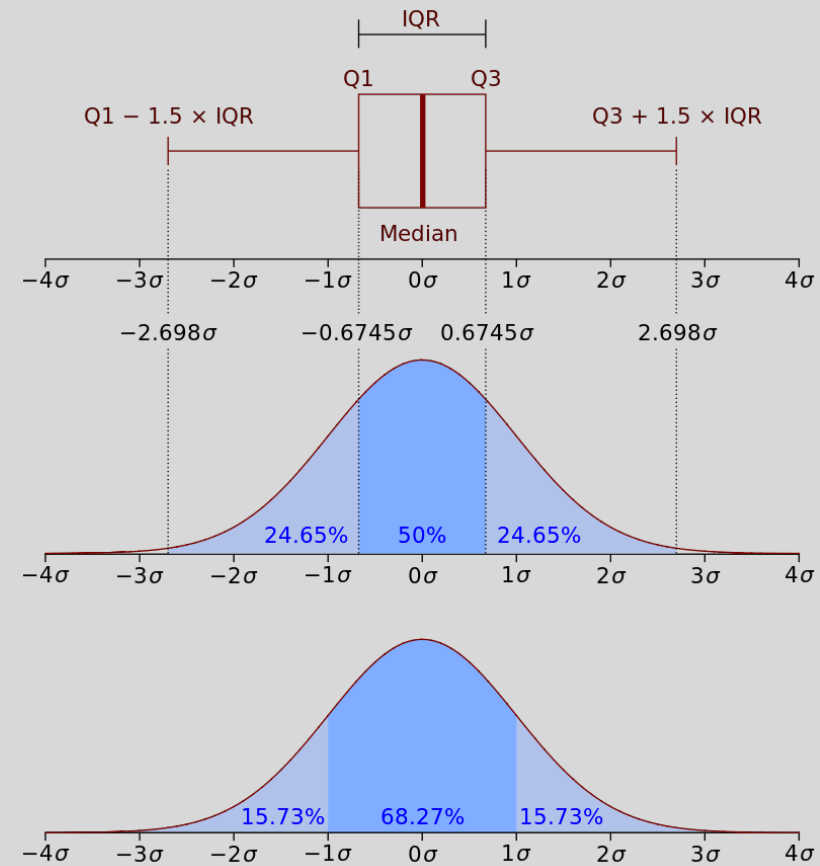 IQR
Q1 Q3
Q1 − 1.5 × IQR Q3 + 1.5 × IQR
Median
−4σ −3σ −2σ −1σ 0σ 1σ 2σ 3σ 4σ
−2.698σ −0.6745σ 0.6745σ 2.698σ
24.65% 50% 24.65%
−4σ −3σ −2σ −1σ 0σ 1σ 2σ 3σ 4σ
15.73% 68.27% 15.73%
−4σ −3σ −2σ −1σ 0σ 1σ 2σ 3σ 4σ